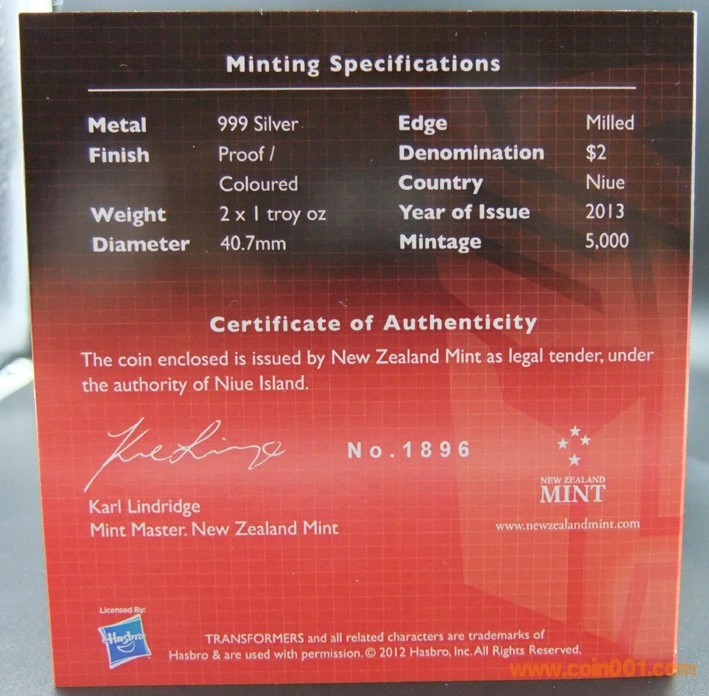 Minting Specifications
Metal 999 Silver Edge Milled
Finish Proof / Denomination $2
Coloured Country Niue
Weight 2 x 1 troy oz Year of Issue 2013
Diameter 40.7mm Mintage 5,000
Certificate of Authenticity
The coin enclosed is issued by New Zealand Mint as legal tender, under
the authority of Niue Island.
No.1896
NEW ZEALAND
MINT
Karl Lindridge
Mint Master. New Zealand Mint
www.newzealandmint.com
Licensed By:
Hasbro
TRANSFORMERS and all related characters are trademarks of
Hasbro & are used with permission. © 2012 Hasbro, Inc. All Rights Reserved.
www.coin001.com